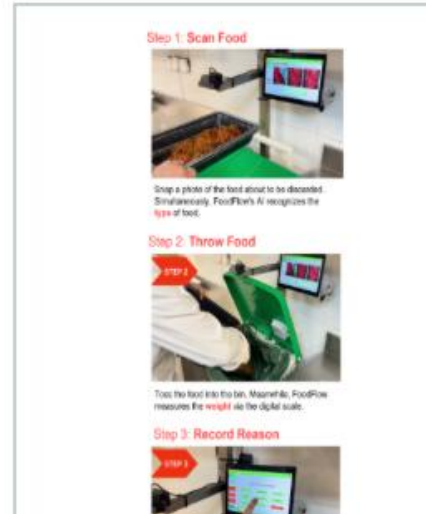 Step 1: Scan Food
Snap a photo of the food about to be discarded.
Simultaneously, FoodFlow's AI recognizes the
type of food.
Step 2: Throw Food
STEP 2
Toss the food into the bin. Meanwhile, FoodFlow
measures the weight via the digital scale.
Step 3: Record Reason
STEP 3